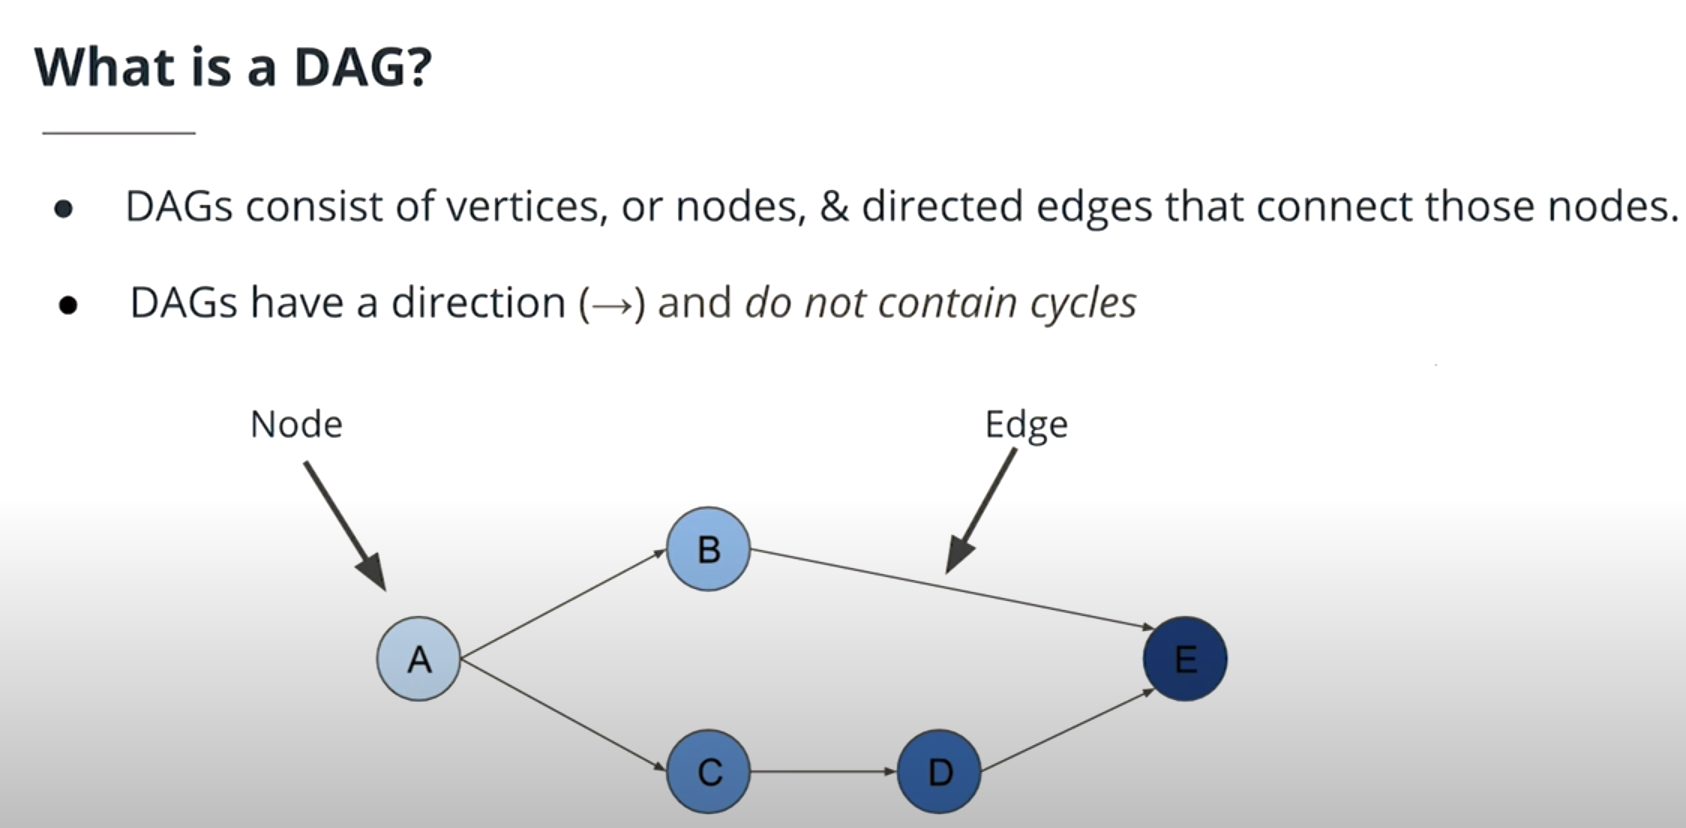 What is a DAG?
● DAGs consist of vertices, or nodes, & directed edges that connect those nodes.
● DAGs have a direction (→) and do not contain cycles
Node
Edge
B
A
E
C
D